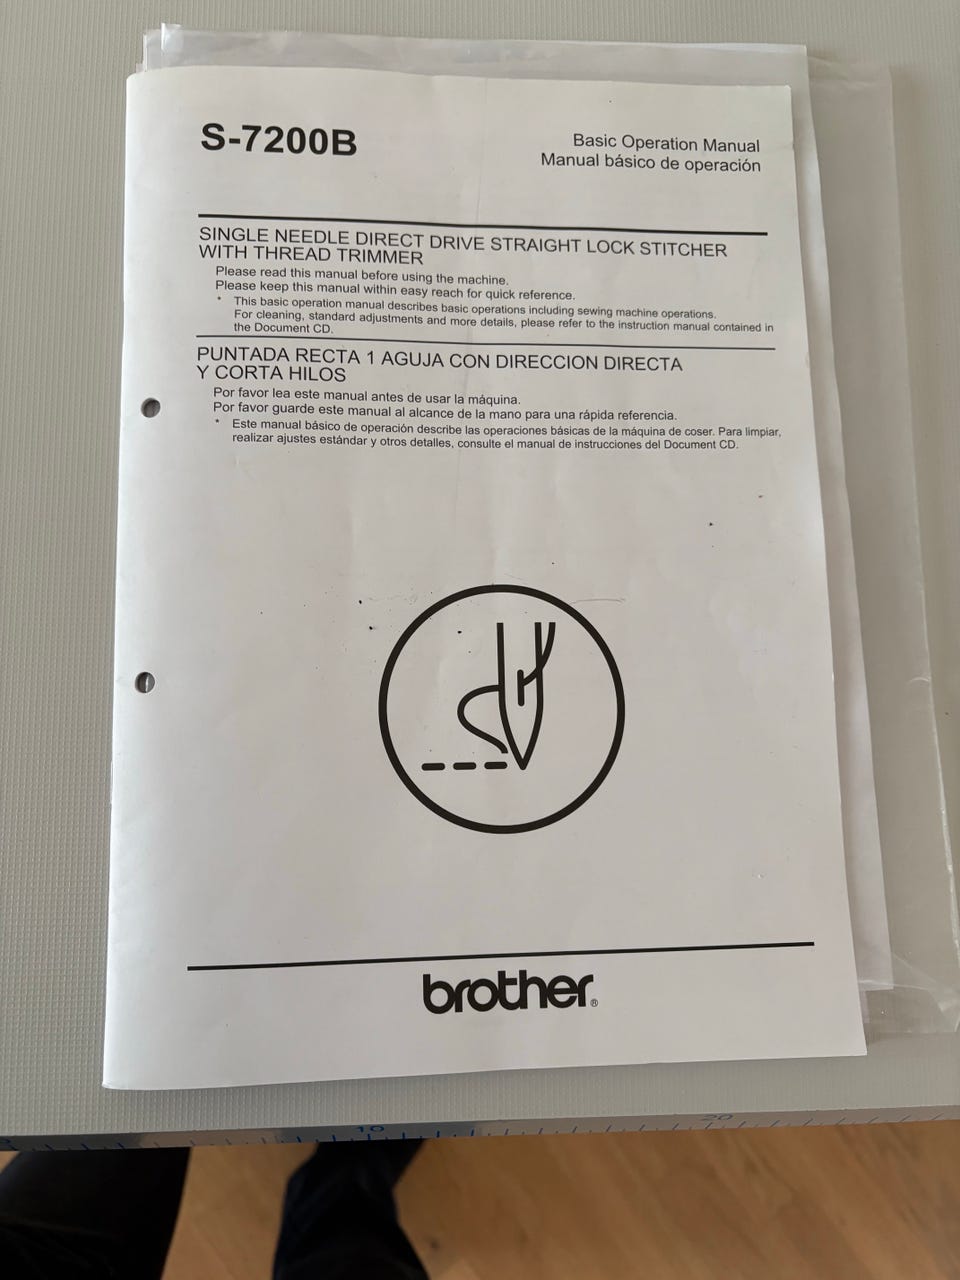 S-7200B
Basic Operation Manual
Manual básico de operación
SINGLE NEEDLE DIRECT DRIVE STRAIGHT LOCK STITCHER
WITH THREAD TRIMMER
Please read this manual before using the machine.
Please keep this manual within easy reach for quick reference.
* This basic operation manual describes basic operations including sewing machine operations.
For cleaning, standard adjustments and more details, please refer to the instruction manual contained in
the Document CD.
PUNTADA RECTA 1 AGUJA CON DIRECCION DIRECTA
Y CORTA HILOS
Por favor lea este manual antes de usar la máquina.
Por favor guarde este manual al alcance de la mano para una rápida referencia.
* Este manual básico de operación describe las operaciones básicas de la máquina de coser. Para limpiar,
realizar ajustes estándar y otros detalles, consulte el manual de instrucciones del Document CD.
brother®
10
20